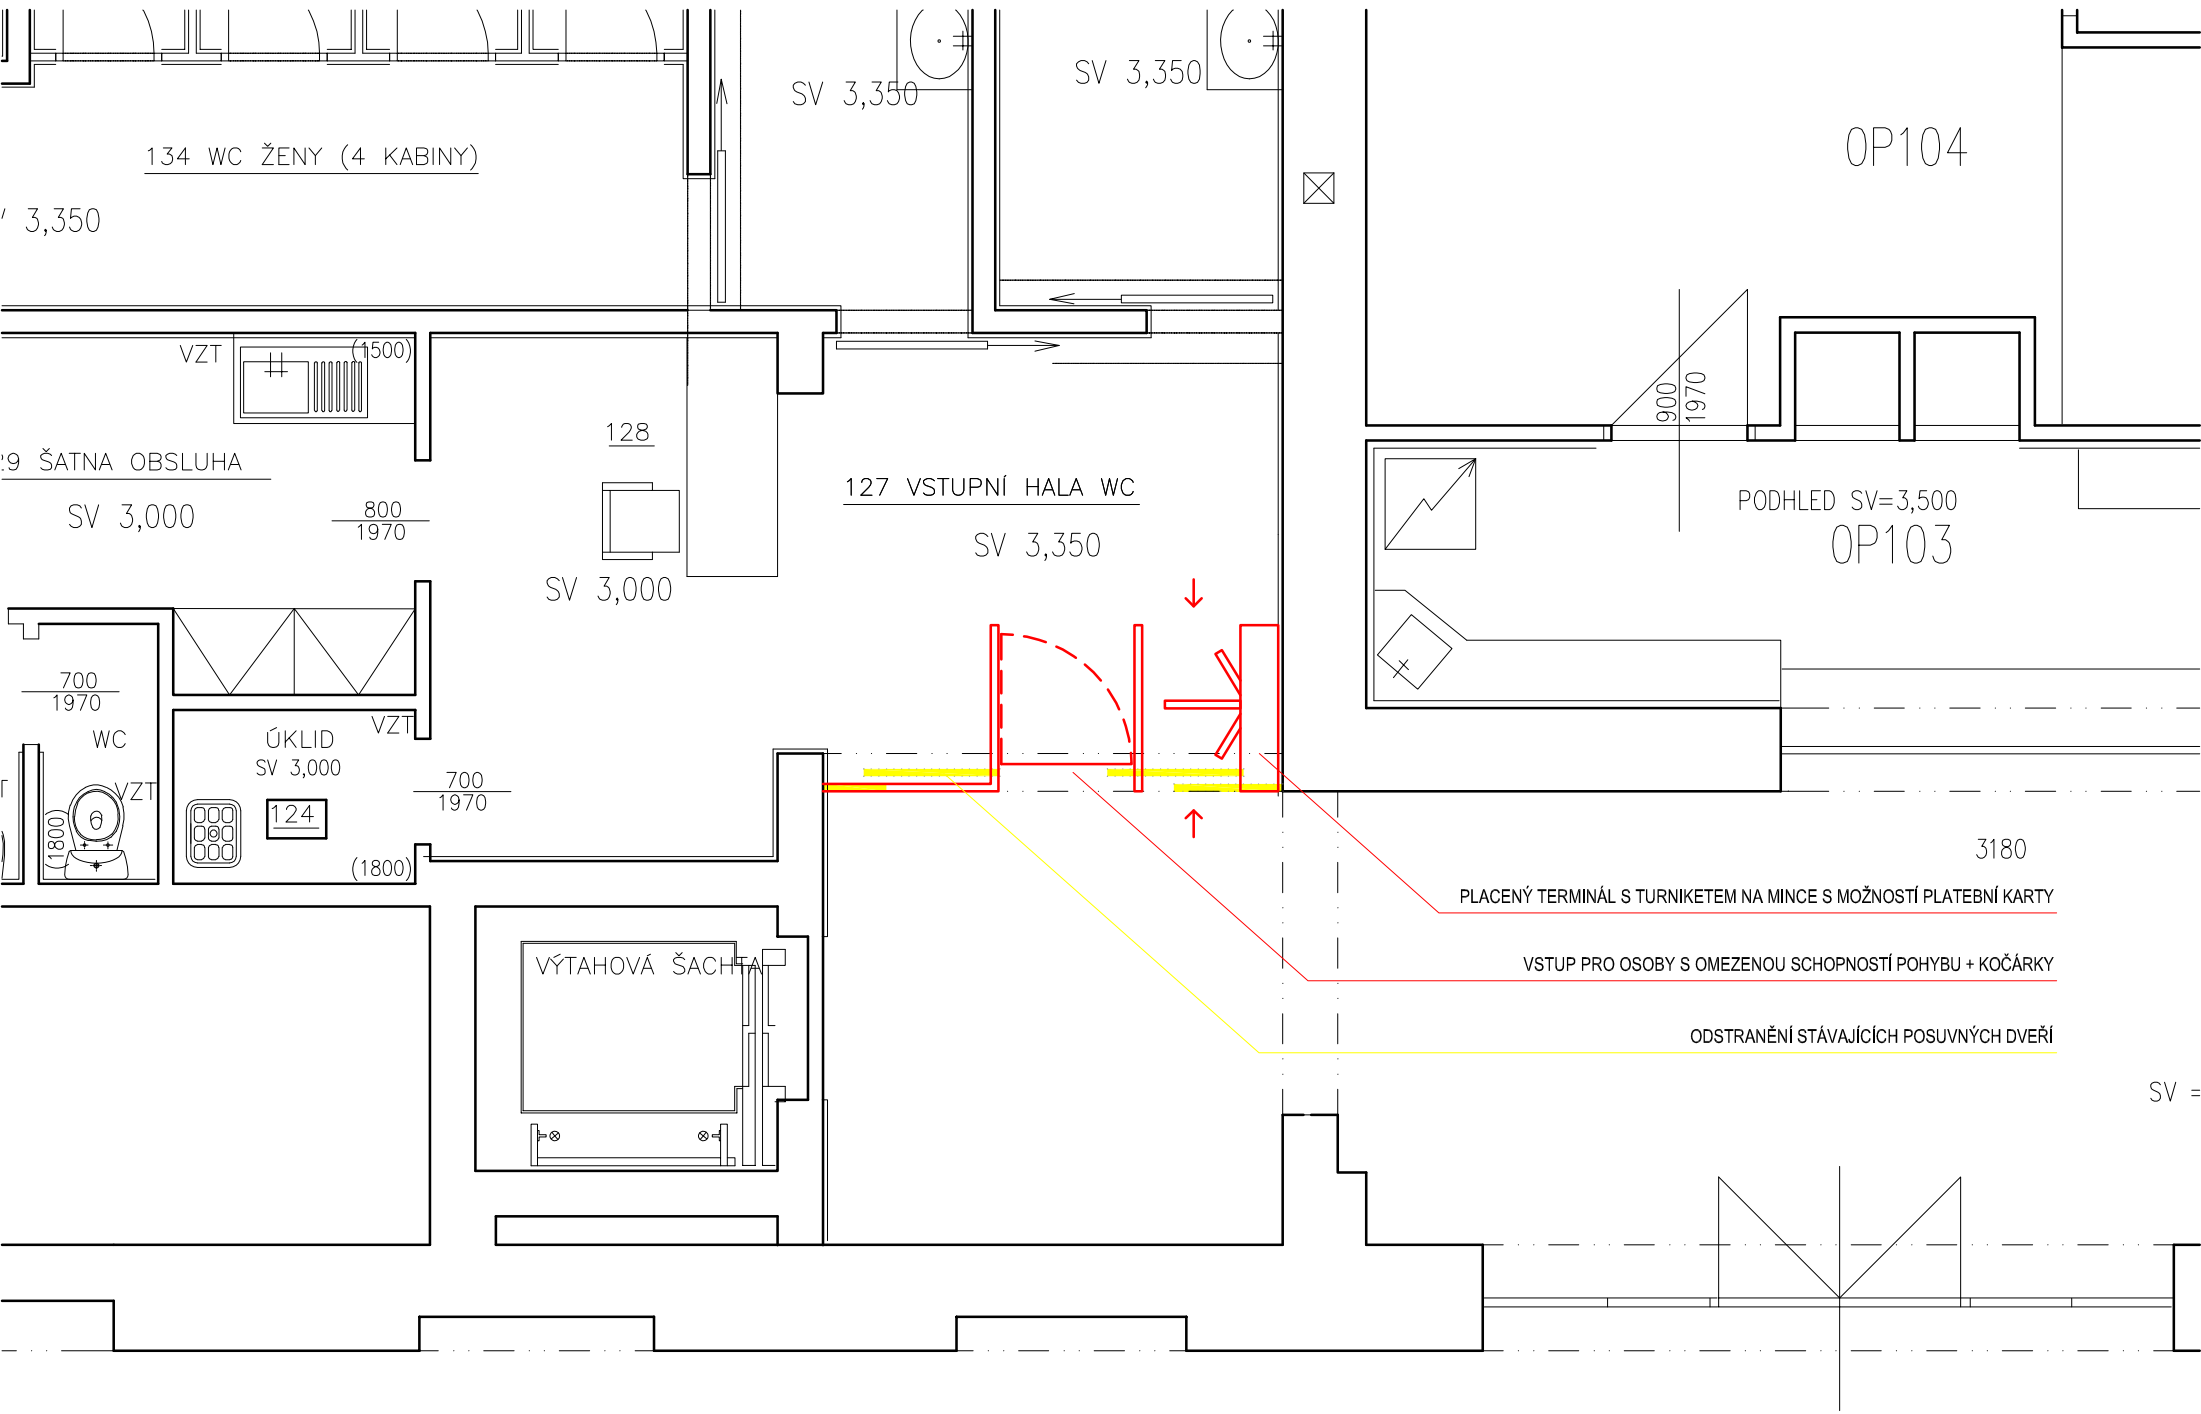 SV 3,350
SV 3,350
134 WC ŽENY (4 KABINY)
OP104
3,350
VZT
(1500)
900
1970
128
29 ŠATNA OBSLUHA
SV 3,000
800
1970
127 VSTUPNÍ HALA WC
SV 3,350
PODHLED SV=3,500
OP103
SV 3,000
700
1970
WC
VZT
ÚKLID
SV 3,000
VZT
700
1970
124
(1800)
(1800)
3180
PLACENÝ TERMINÁL S TURNIKETEM NA MINCE S MOŽNOSTÍ PLATEBNÍ KARTY
VSTUP PRO OSOBY S OMEZENOU SCHOPNOSTÍ POHYBU + KOČÁRKY
VÝTAHOVÁ ŠACHTA
ODSTRANĚNÍ STÁVAJÍCÍCH POSUVNÝCH DVEŘÍ
SV =